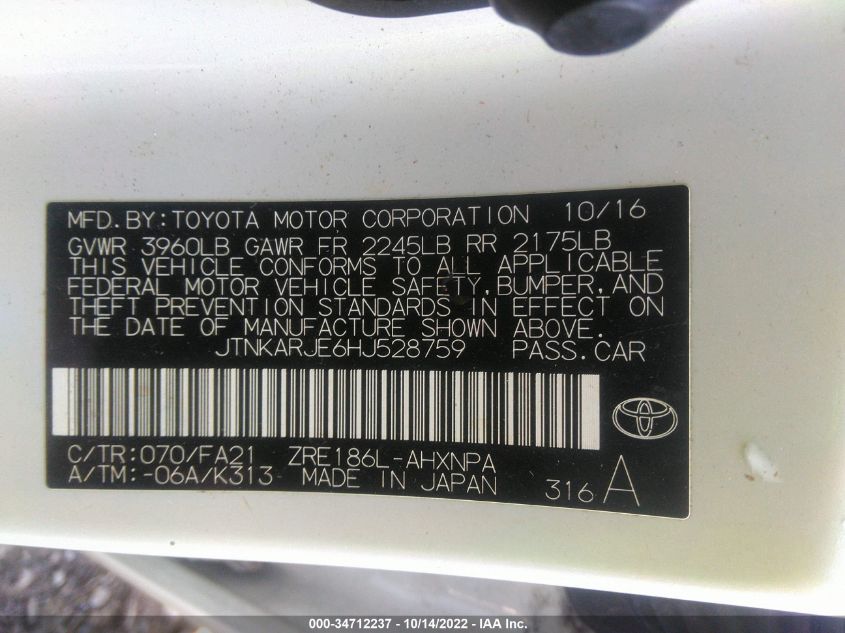 MFD.BY:TOYOTA MOTOR CORPORATION 10/16
GVWR 3960LB GAWR FR 2245LB RR 2175LB
THIS VEHICLE CONFORMS TO ALL APPLICABLE
FEDERAL MOTOR VEHICLE SAFETY,BUMPER,AND
THEFT PREVENTION STANDARDS IN EFFECT ON
THE DATE OF MANUFACTURE SHOWN ABOVE.
JTNKARJE6HJ528759 PASS.CAR
C/TR:070/FA21 ZRE186L-AHXNPA
A/TM:-06A/K313 MADE IN JAPAN 316 A
000-34712237 - 10/14/2022 - IAA Inc.